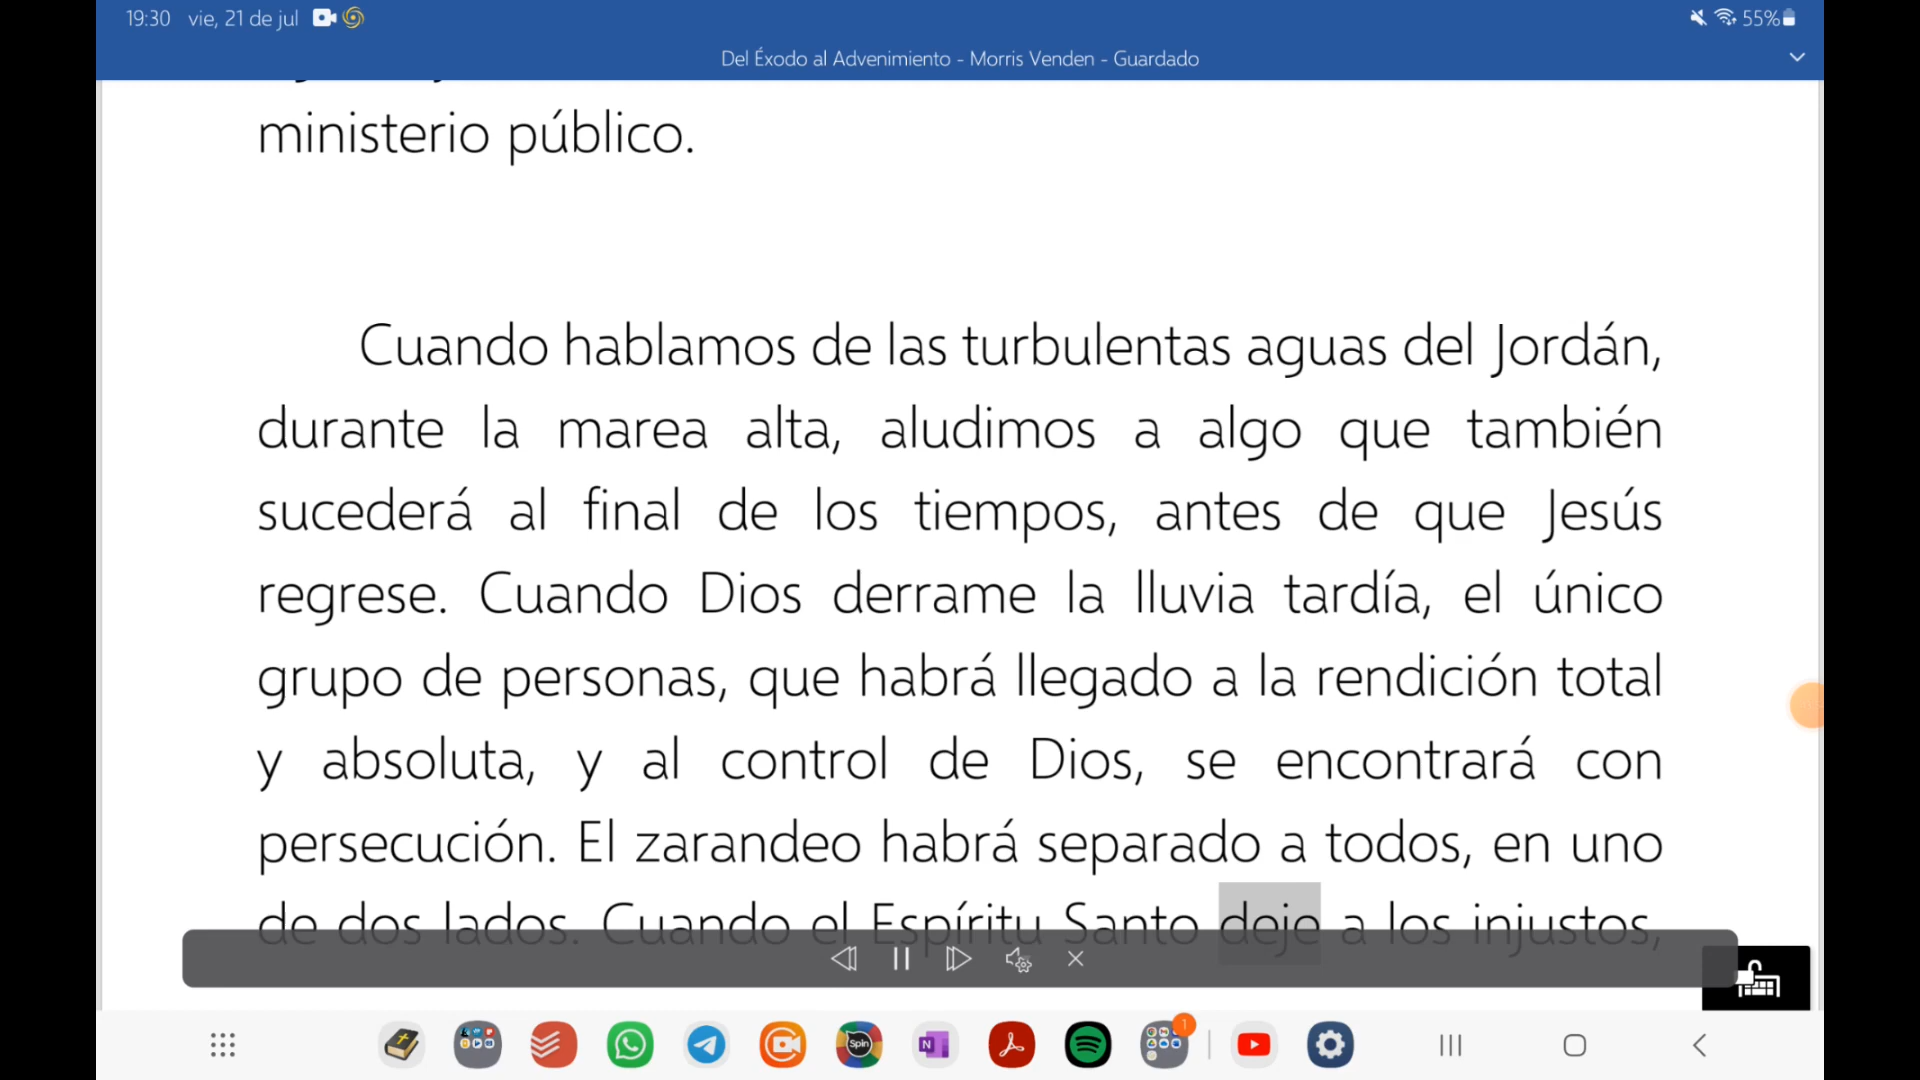 19:30 vie, 21 de jul 55%
Del Éxodo al Advenimiento - Morris Venden - Guardado
ministerio público.
Cuando hablamos de las turbulentas aguas del Jordán,
durante la marea alta, aludimos a algo que también
sucederá al final de los tiempos, antes de que Jesús
regrese. Cuando Dios derrame la lluvia tardía, el único
grupo de personas, que habrá llegado a la rendición total
y absoluta, y al control de Dios, se encontrará con
persecución. El zarandeo habrá separado a todos, en uno
de dos lados. Cuando el Espíritu Santo deje a los injustos,
Spin
N
1